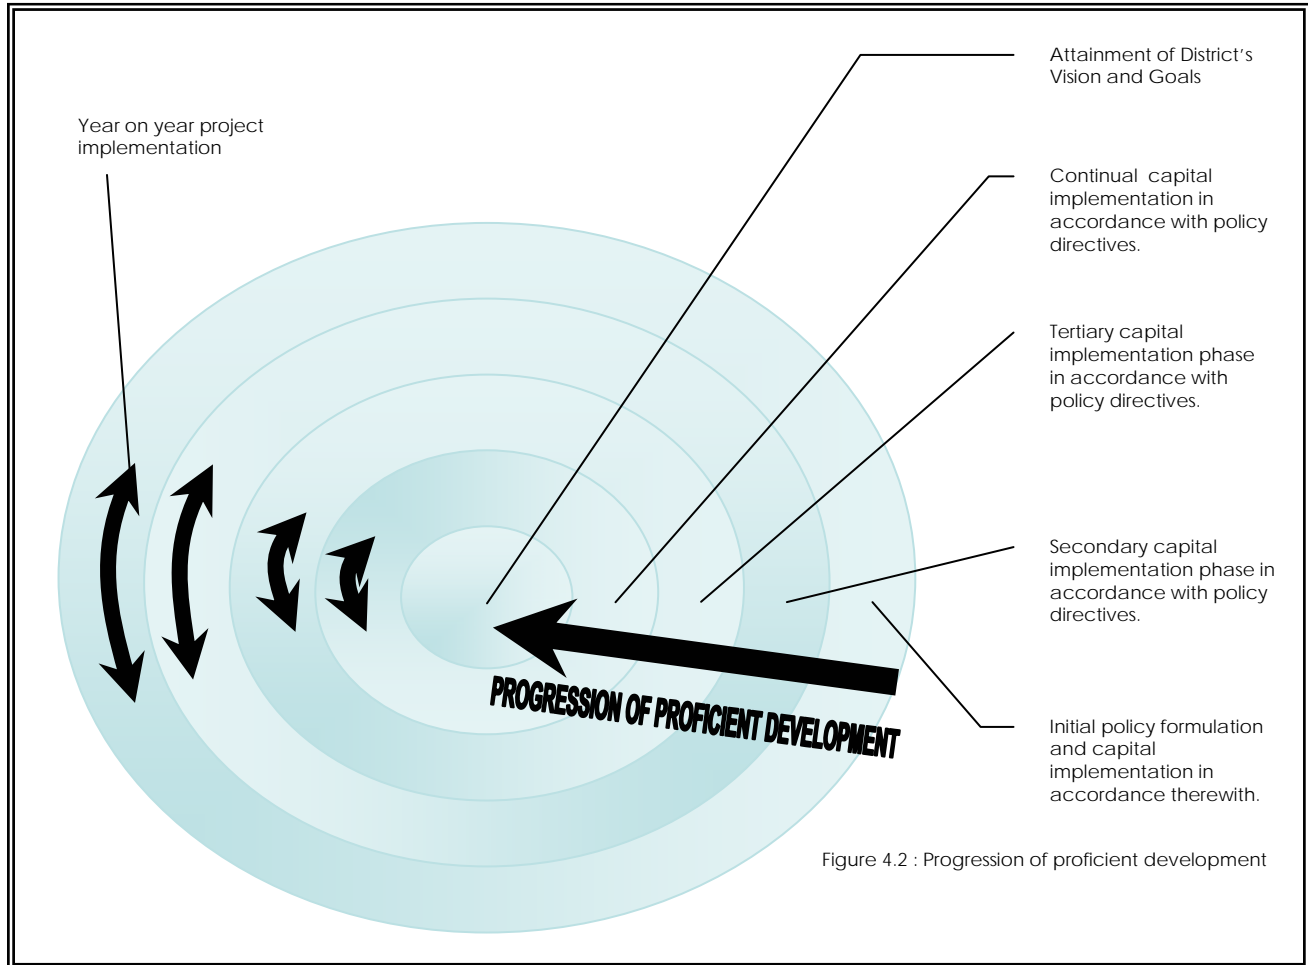 Attainment of District's
Vision and Goals
Year on year project
implementation
Continual capital
implementation in
accordance with policy
directives.
Tertiary capital
implementation phase
in accordance with
policy directives.
Secondary capital
implementation phase in
accordance with policy
directives.
PROGRESSION OF PROFICIENT DEVELOPMENT
Initial policy formulation
and capital
implementation in
accordance therewith.
Figure 4.2 : Progression of proficient development